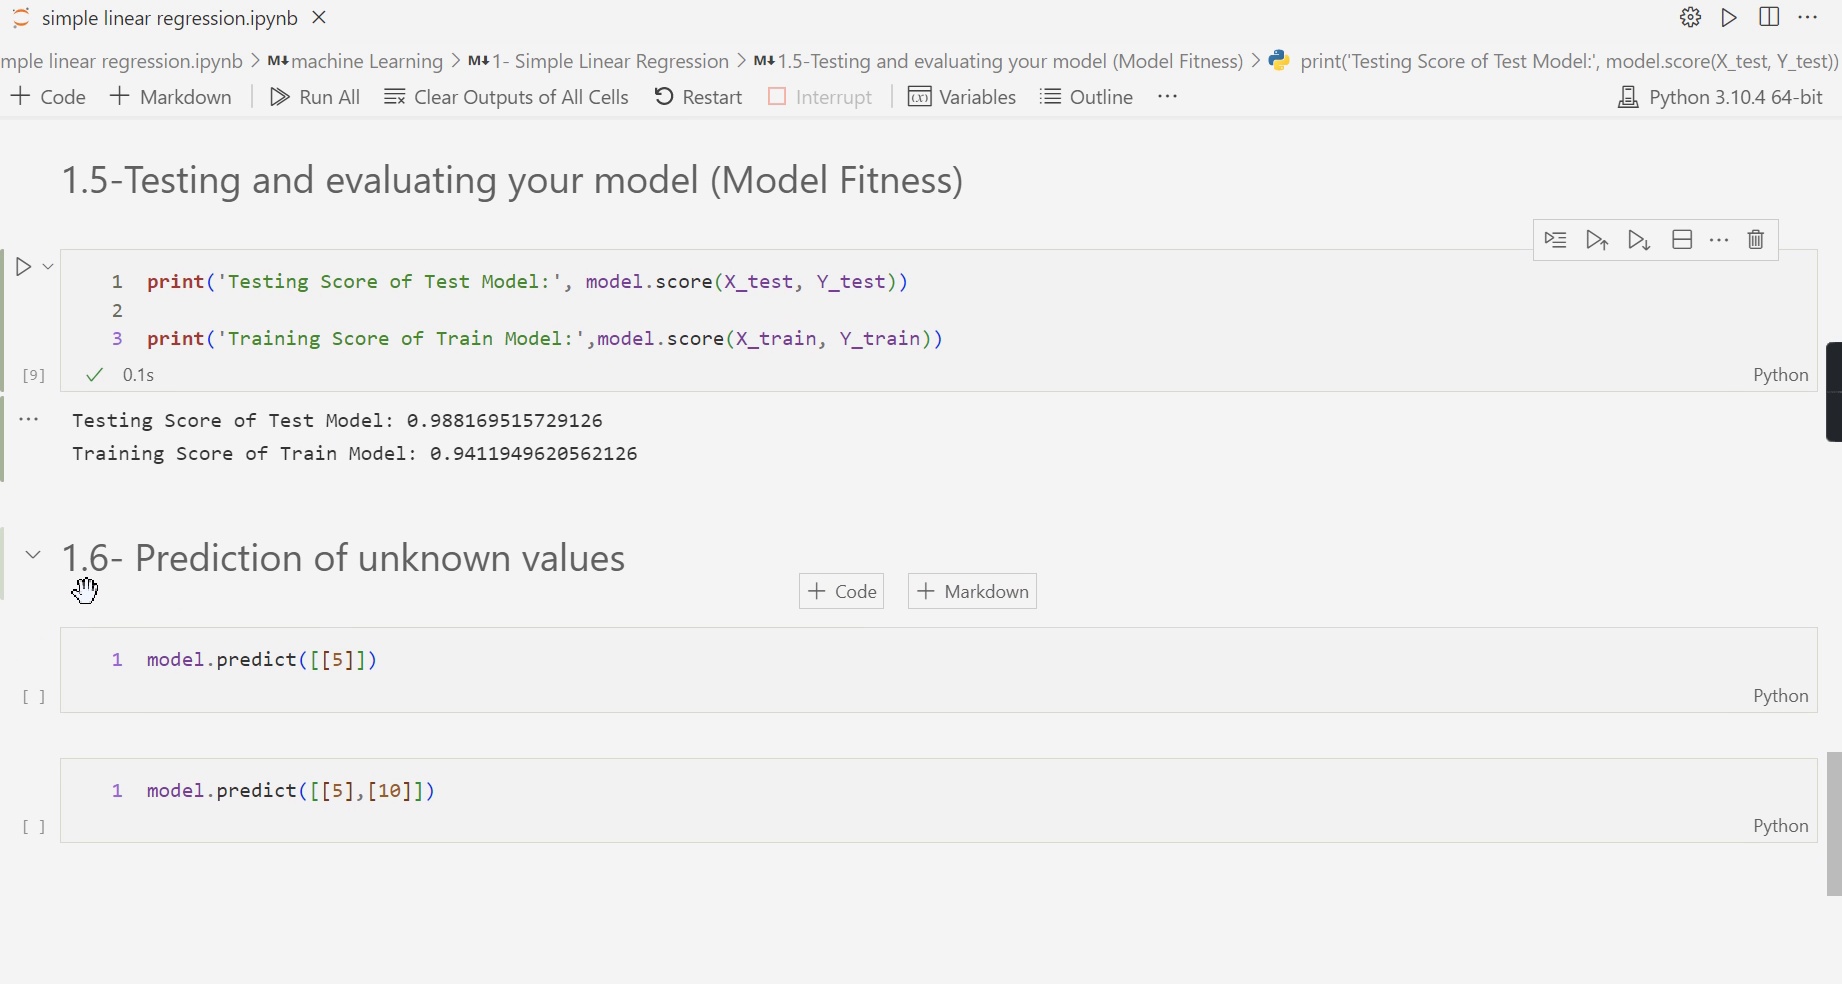 simple linear regression.ipynb
mple linear regression.ipynb > M↓machine Learning > M↓1- Simple Linear Regression > M↓1.5-Testing and evaluating your model (Model Fitness) > print('Testing Score of Test Model:', model.score(X_test, Y_test))
+ Code + Markdown Run All Clear Outputs of All Cells Restart Interrupt Variables Outline ··· Python 3.10.4 64-bit
1.5-Testing and evaluating your model (Model Fitness)
1 print('Testing Score of Test Model:', model.score(X_test, Y_test))
2
3 print('Training Score of Train Model:',model.score(X_train, Y_train))
[9] ✓ 0.1s Python
··· Testing Score of Test Model: 0.988169515729126
Training Score of Train Model: 0.9411949620562126
1.6- Prediction of unknown values
+ Code + Markdown
1 model.predict([[5]])
[ ] Python
1 model.predict([[5],[10]])
[ ] Python